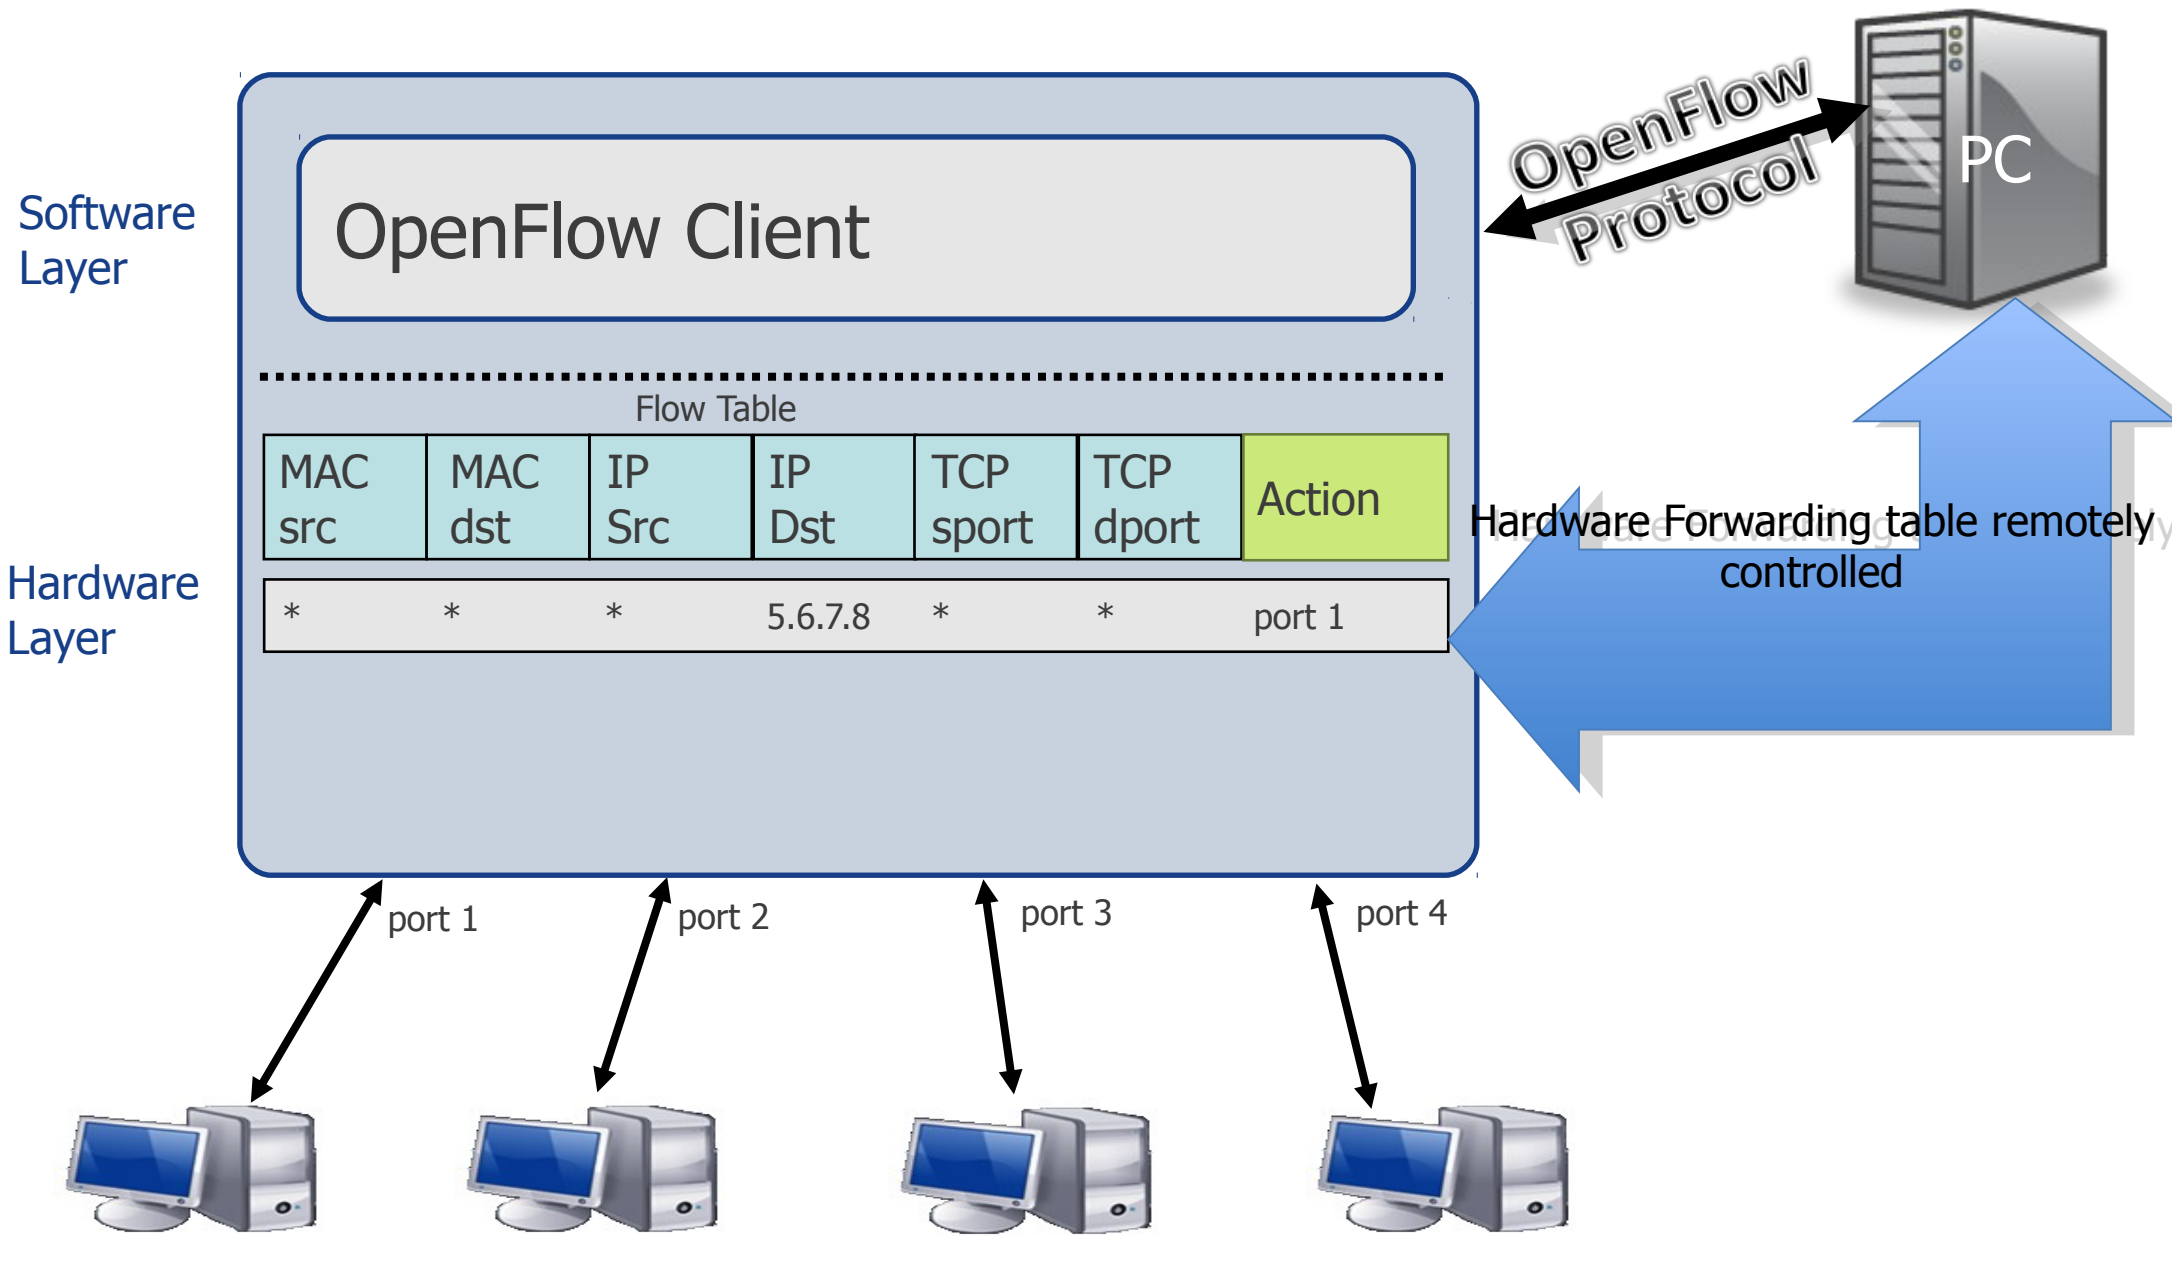 OpenFlow
Protocol
PC
Software
Layer
OpenFlow Client
Flow Table
MAC src
MAC dst
IP Src
IP Dst
TCP sport
TCP dport
Action
Hardware Forwarding table remotely
controlled
Hardware
Layer
* * * 5.6.7.8 * * port 1
port 1
port 2
port 3
port 4